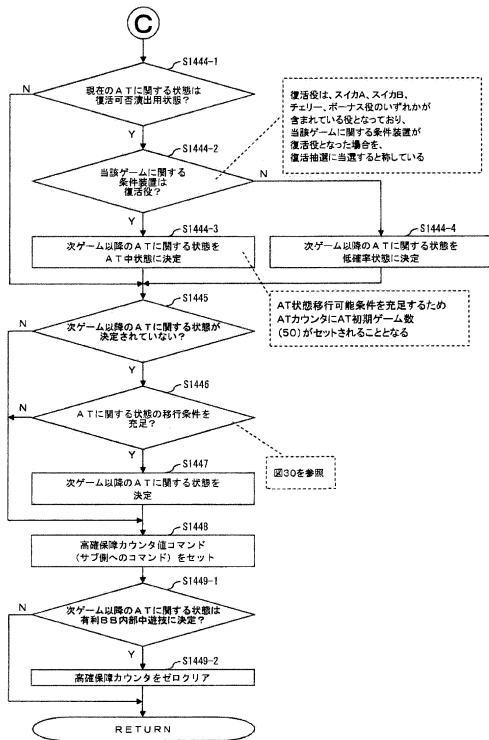 C
S1444-1
現在のATに関する状態は
復活可否演出用状態?
N
Y
復活役は、スイカA、スイカB、
チェリー、ボーナス役のいずれかが
含まれている役となっており、
当該ゲームに関する条件装置が
復活役となった場合を、
復活抽選に当選すると称している
S1444-2
当該ゲームに関する
条件装置は
復活役?
N
Y
S1444-3
次ゲーム以降のATに関する状態を
AT中状態に決定
S1444-4
次ゲーム以降のATに関する状態を
低確率状態に決定
AT状態移行可能条件を充足するため
ATカウンタにAT初期ゲーム数
(50)がセットされることとなる
S1445
次ゲーム以降のATに関する状態が
決定されていない?
N
Y
S1446
ATに関する状態の移行条件を
充足?
N
Y
図30を参照
S1447
次ゲーム以降のATに関する状態を
決定
S1448
高確保障カウンタ値コマンド
(サブ側へのコマンド)をセット
S1449-1
次ゲーム以降のATに関する状態は
有利BB内部中遊技に決定?
N
Y
S1449-2
高確保障カウンタをゼロクリア
RETURN